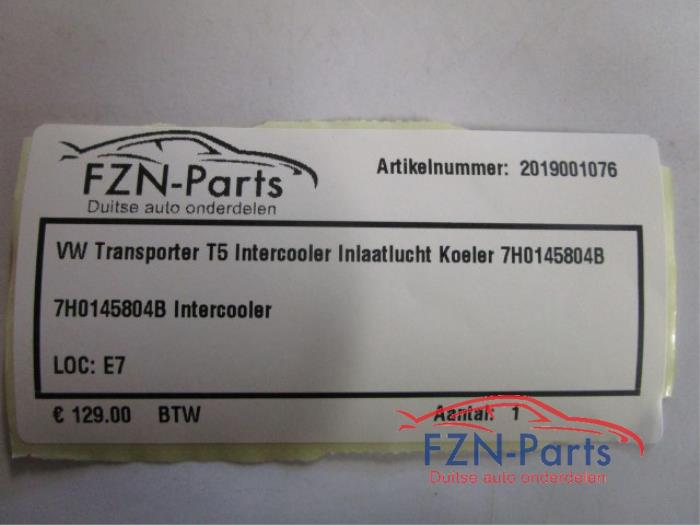 FZN-Parts
Duitse auto onderdelen
Artikelnummer: 2019001076
VW Transporter T5 Intercooler Inlaatlucht Koeler 7H0145804B
7H0145804B Intercooler
LOC: E7
€ 129.00 BTW
Aantal: 1
FZN-Parts
Duitse auto onderdelen